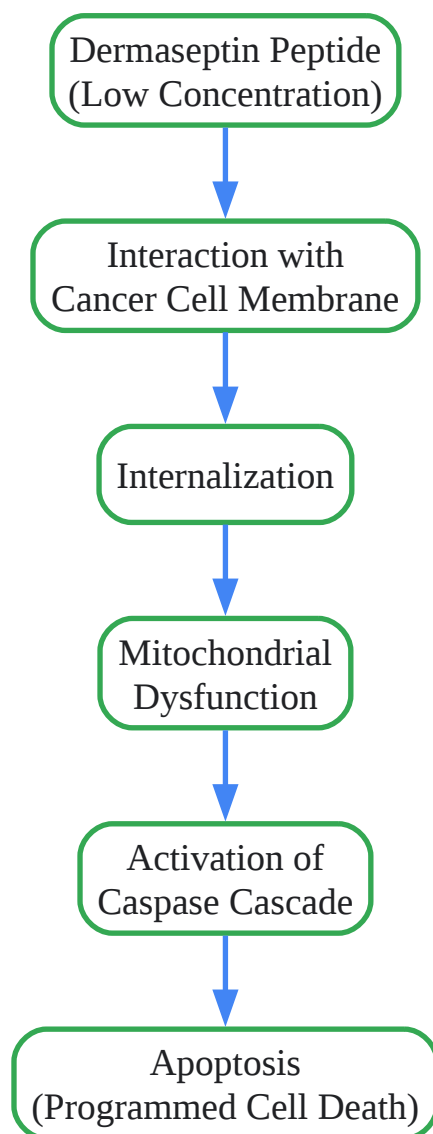 Dermaseptin Peptide
(Low Concentration)
Interaction with
Cancer Cell Membrane
Internalization
Mitochondrial
Dysfunction
Activation of
Caspase Cascade
Apoptosis
(Programmed Cell Death)